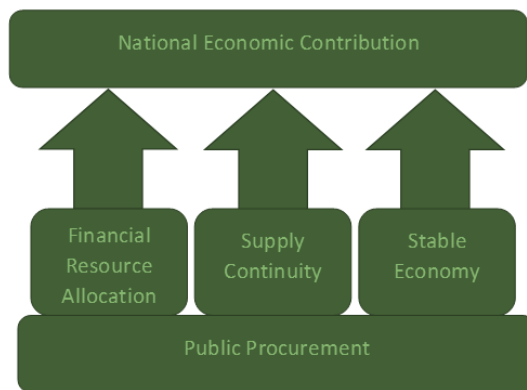 National Economic Contribution
Financial
Resource
Allocation
Supply
Continuity
Stable
Economy
Public Procurement